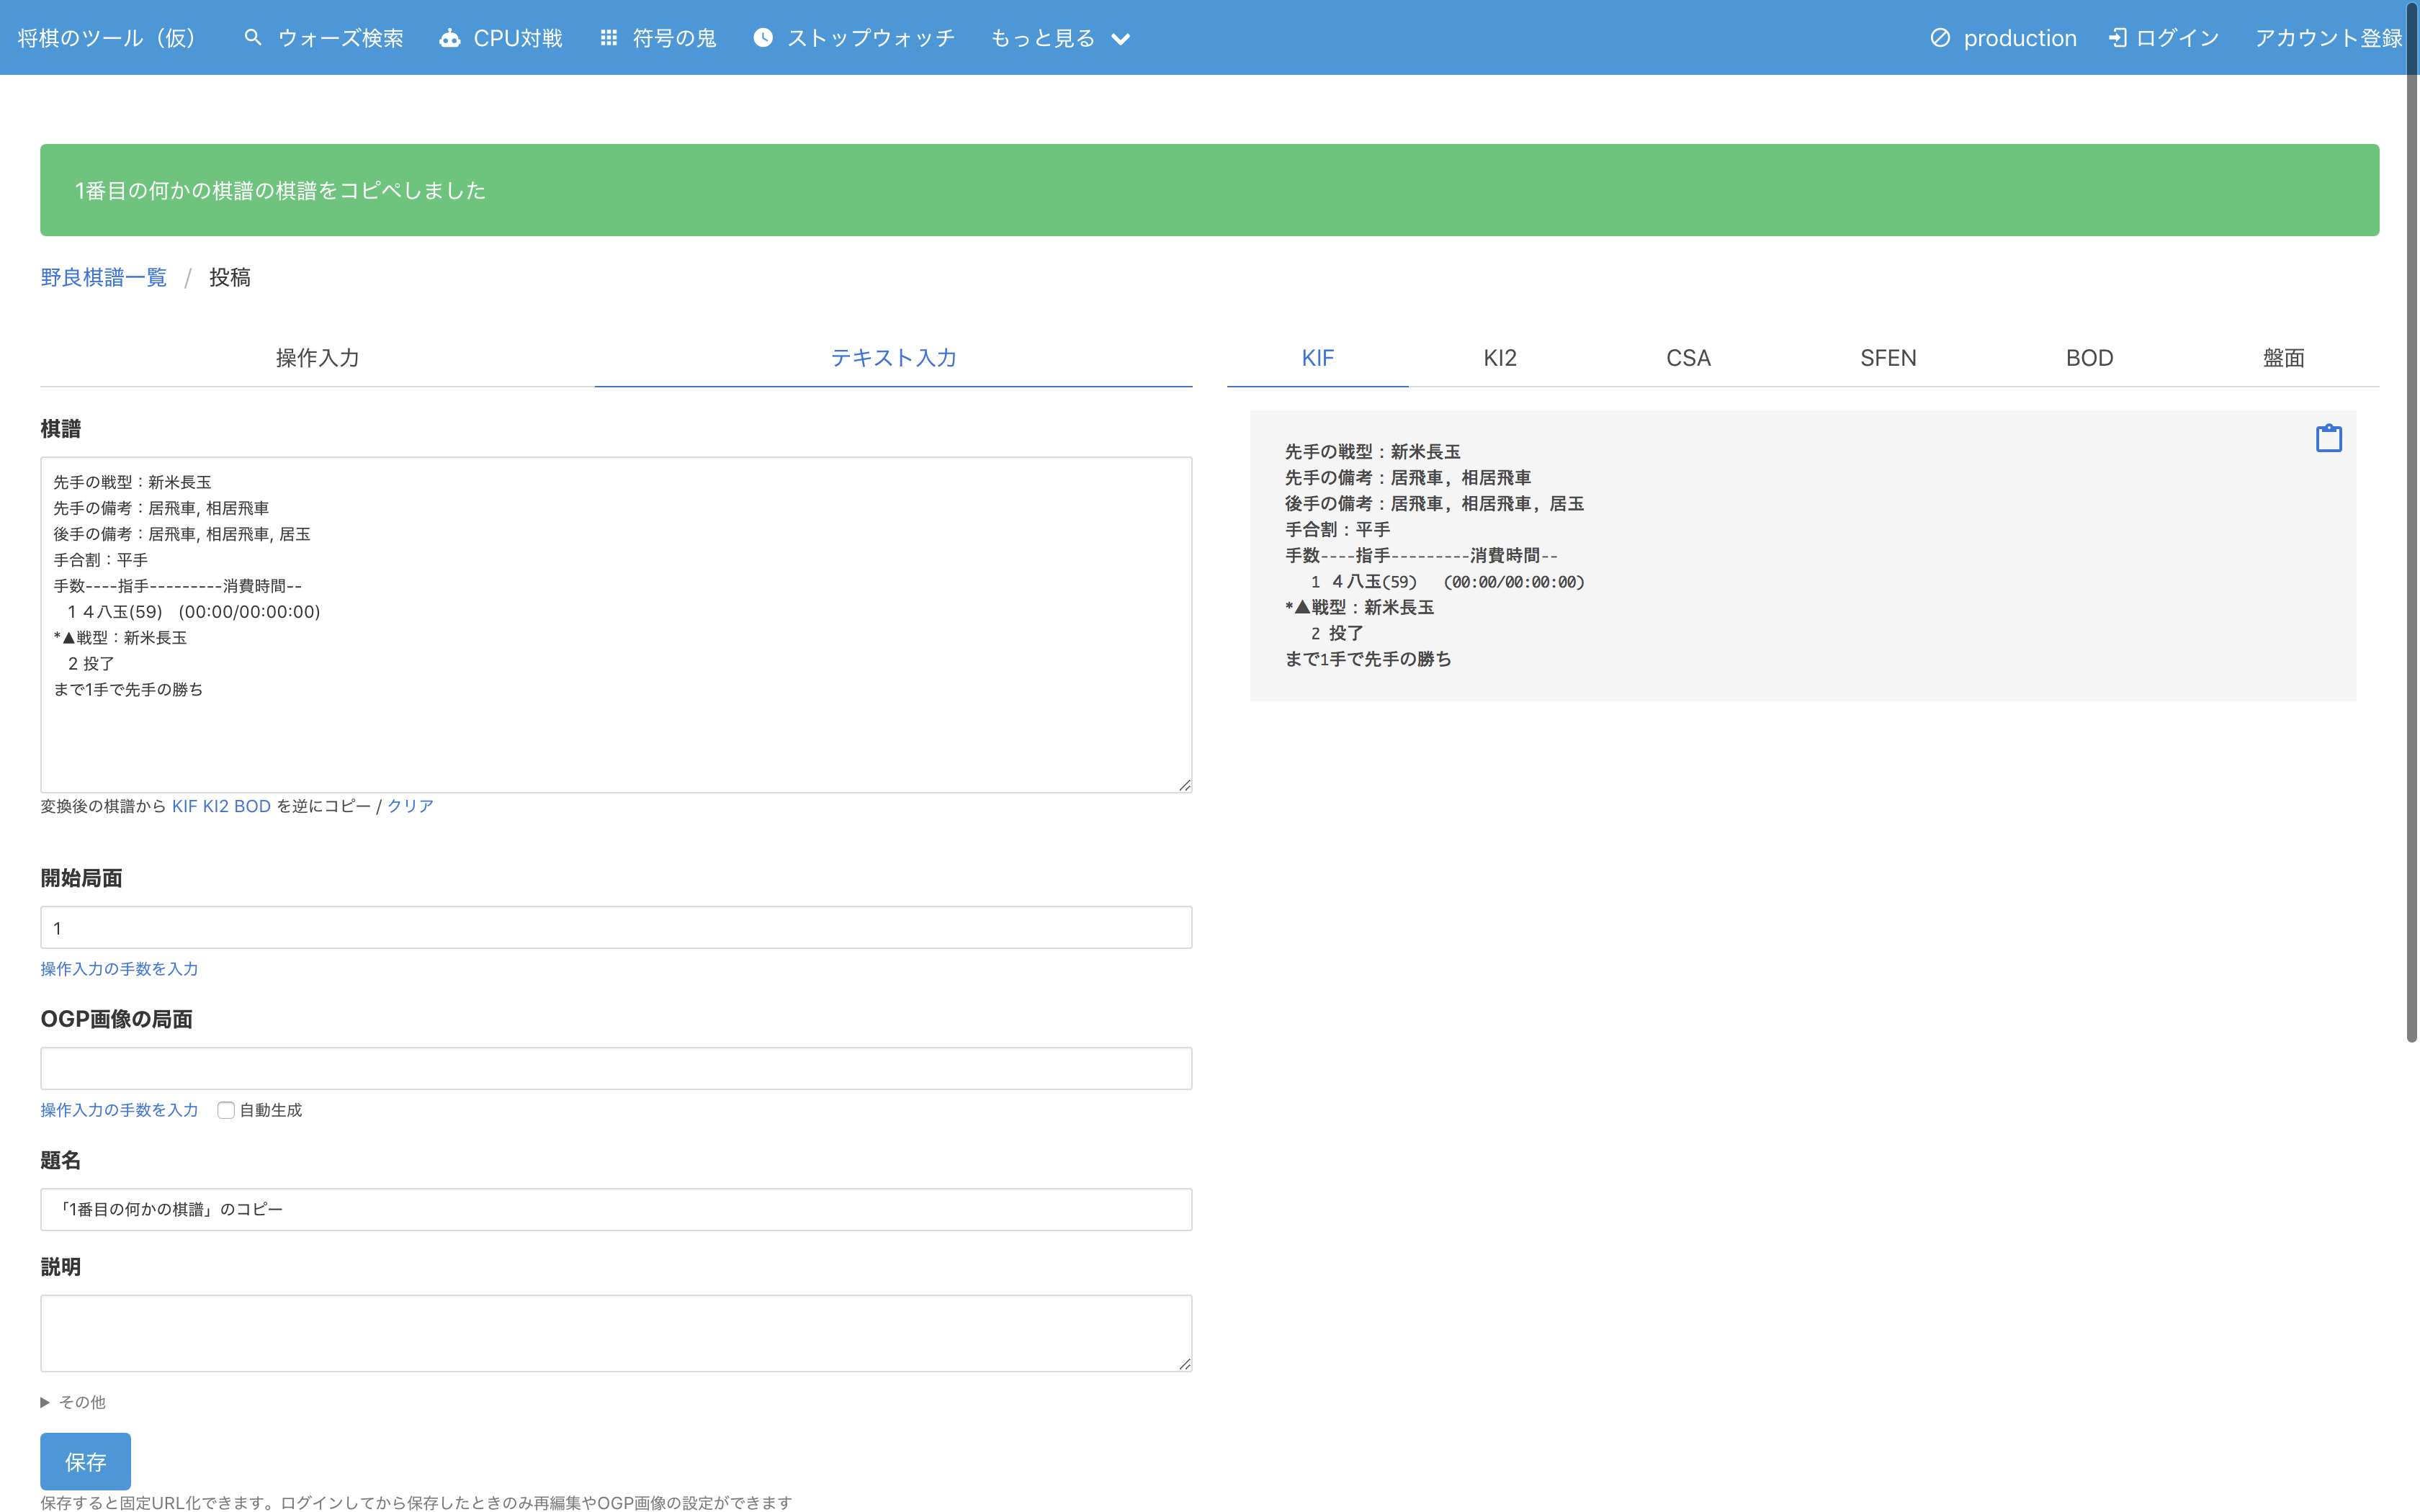 将棋のツール（仮） ウォーズ検索 CPU対戦 符号の鬼 ストップウォッチ もっと見る production ログイン アカウント登録
1番目の何かの棋譜の棋譜をコピペしました
野良棋譜一覧 / 投稿
操作入力 テキスト入力
棋譜
先手の戦型：新米長玉
先手の備考：居飛車, 相居飛車
後手の備考：居飛車, 相居飛車, 居玉
手合割：平手
手数----指手---------消費時間--
1 ４八玉(59) (00:00/00:00:00)
*▲戦型：新米長玉
2 投了
まで1手で先手の勝ち
変換後の棋譜から KIF KI2 BOD を逆にコピー / クリア
開始局面
1
操作入力の手数を入力
OGP画像の局面
操作入力の手数を入力 自動生成
題名
「1番目の何かの棋譜」のコピー
説明
その他
保存
保存すると固定URL化できます。ログインしてから保存したときのみ再編集やOGP画像の設定ができます
KIF KI2 CSA SFEN BOD 盤面
先手の戦型：新米長玉
先手の備考：居飛車, 相居飛車
後手の備考：居飛車, 相居飛車, 居玉
手合割：平手
手数----指手---------消費時間--
1 ４八玉(59) (00:00/00:00:00)
*▲戦型：新米長玉
2 投了
まで1手で先手の勝ち